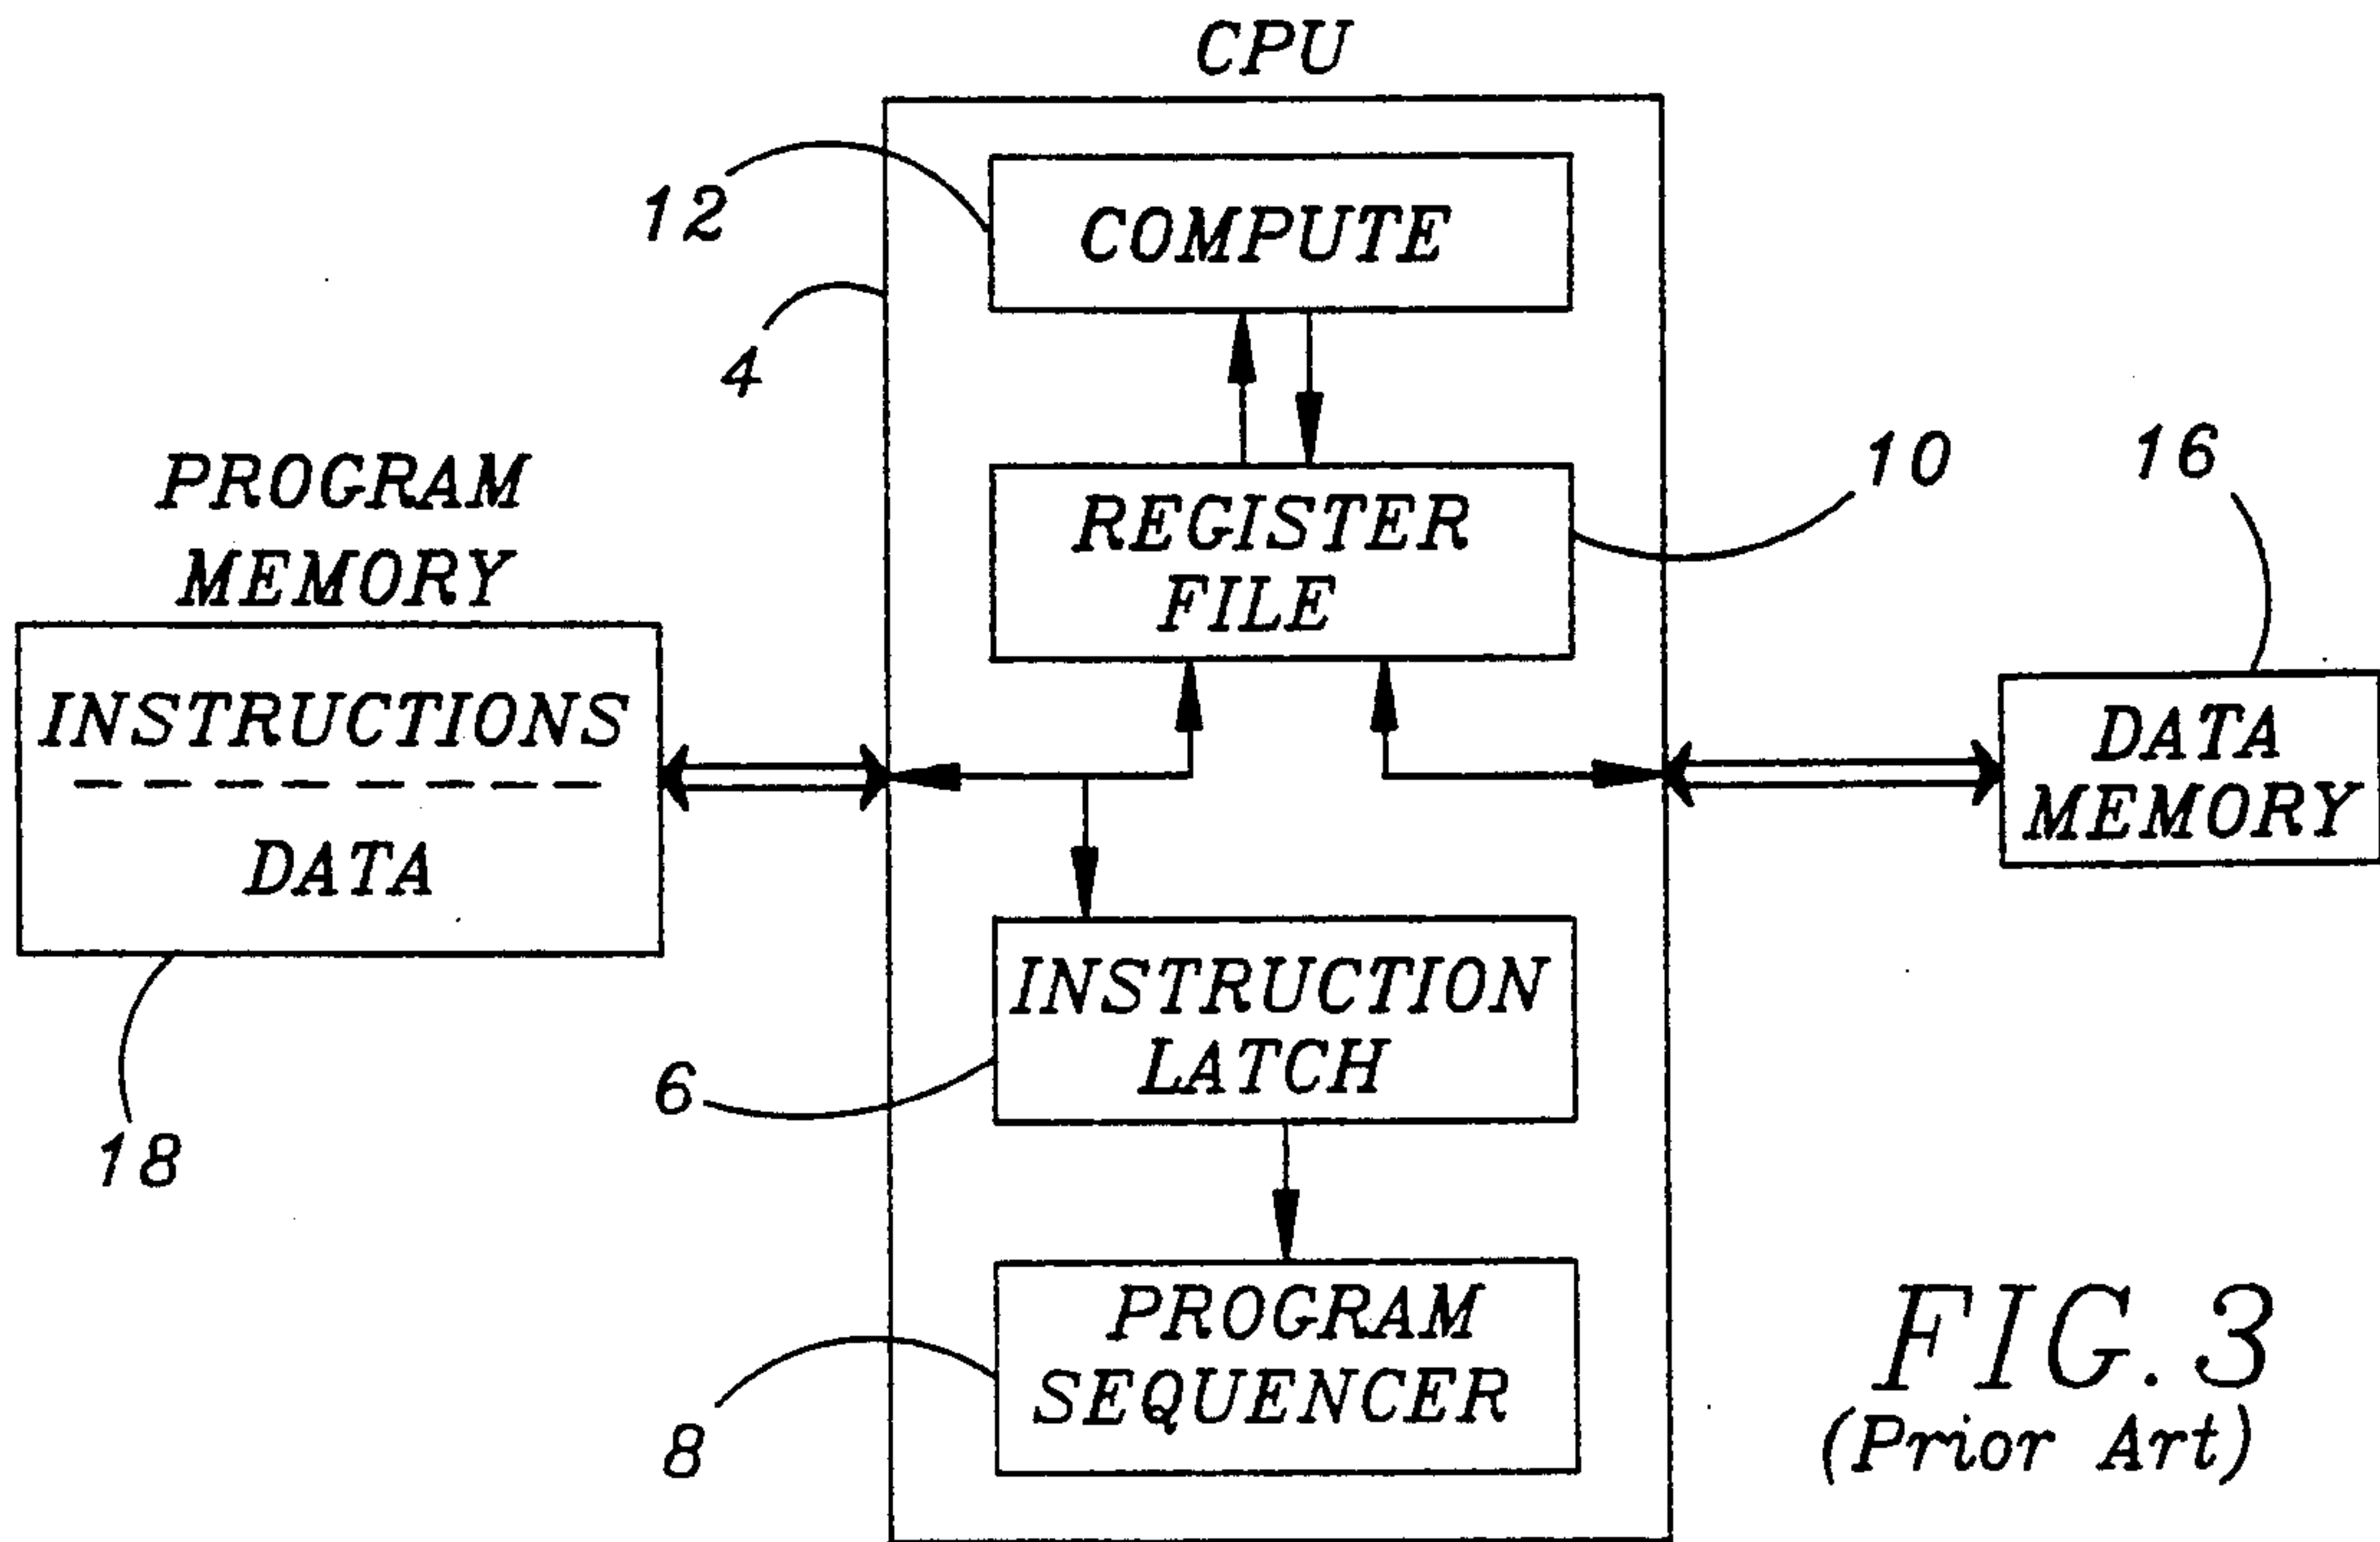 CPU
12
COMPUTE
4
PROGRAM
MEMORY
10
16
REGISTER
FILE
INSTRUCTIONS
DATA
DATA
MEMORY
INSTRUCTION
LATCH
6
18
PROGRAM
SEQUENCER
8
FIG.3
(Prior Art)